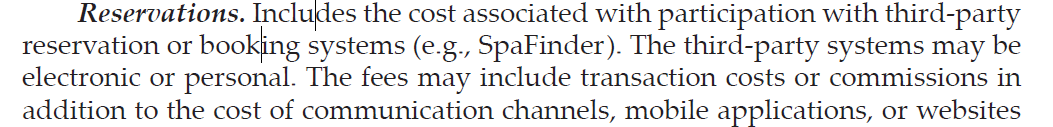 Reservations. Includes the cost associated with participation with third-party
reservation or booking systems (e.g., SpaFinder). The third-party systems may be
electronic or personal. The fees may include transaction costs or commissions in
addition to the cost of communication channels, mobile applications, or websites